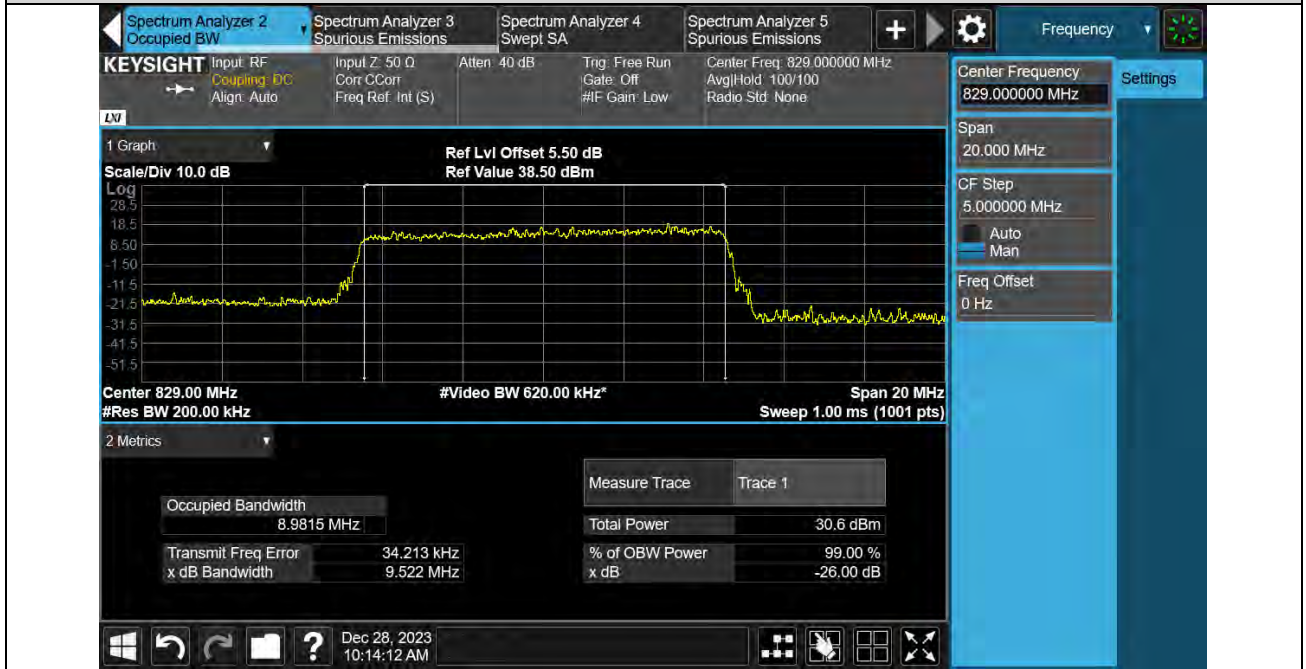 Spectrum Analyzer 2
Occupied BW
Spectrum Analyzer 3
Spurious Emissions
Spectrum Analyzer 4
Swept SA
Spectrum Analyzer 5
Spurious Emissions
+
Frequency
KEYSIGHT
LXI
Input: RF
Coupling: DC
Align: Auto
Input Z: 50 Ω
Corr CCorr
Freq Ref: Int (S)
Atten: 40 dB
Trig: Free Run
Gate: Off
#IF Gain: Low
Center Freq: 829.000000 MHz
Avg|Hold: 100/100
Radio Std: None
Center Frequency
829.000000 MHz
Settings
Span
20.000 MHz
CF Step
5.000000 MHz
Auto
Man
Freq Offset
0 Hz
1 Graph
Scale/Div 10.0 dB
Ref Lvl Offset 5.50 dB
Ref Value 38.50 dBm
Log
28.5
18.5
8.50
-1.50
-11.5
-21.5
-31.5
-41.5
-51.5
Center 829.00 MHz
#Video BW 620.00 kHz*
Span 20 MHz
#Res BW 200.00 kHz
Sweep 1.00 ms (1001 pts)
2 Metrics
Measure Trace Trace 1
Occupied Bandwidth
8.9815 MHz
Total Power 30.6 dBm
Transmit Freq Error 34.213 kHz
% of OBW Power 99.00 %
x dB Bandwidth 9.522 MHz
x dB -26.00 dB
?
Dec 28, 2023
10:14:12 AM